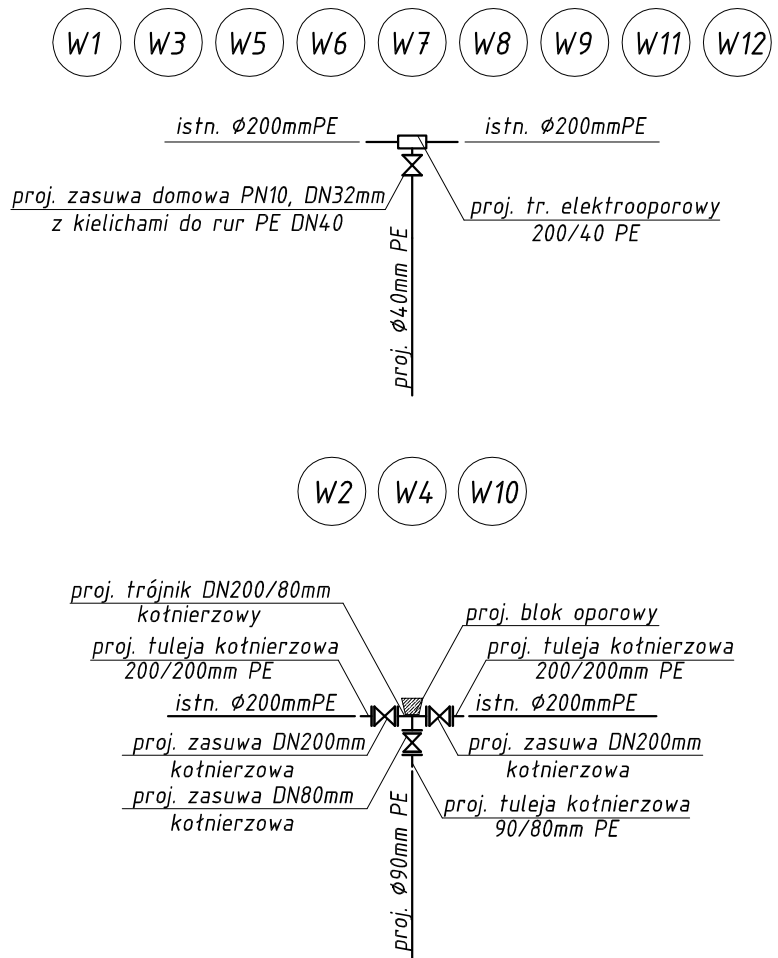 W1 W3 W5 W6 W7 W8 W9 W11 W12
istn. Ø200mmPE
istn. Ø200mmPE
proj. zasuwa domowa PN10, DN32mm
z kielichami do rur PE DN40
proj. tr. elektrooporowy
200/40 PE
proj. Ø40mm PE
W2 W4 W10
proj. trójnik DN200/80mm
kołnierzowy
proj. blok oporowy
proj. tuleja kołnierzowa
200/200mm PE
proj. tuleja kołnierzowa
200/200mm PE
istn. Ø200mmPE
istn. Ø200mmPE
proj. zasuwa DN200mm
kołnierzowa
proj. zasuwa DN200mm
kołnierzowa
proj. zasuwa DN80mm
kołnierzowa
proj. tuleja kołnierzowa
90/80mm PE
proj. Ø90mm PE